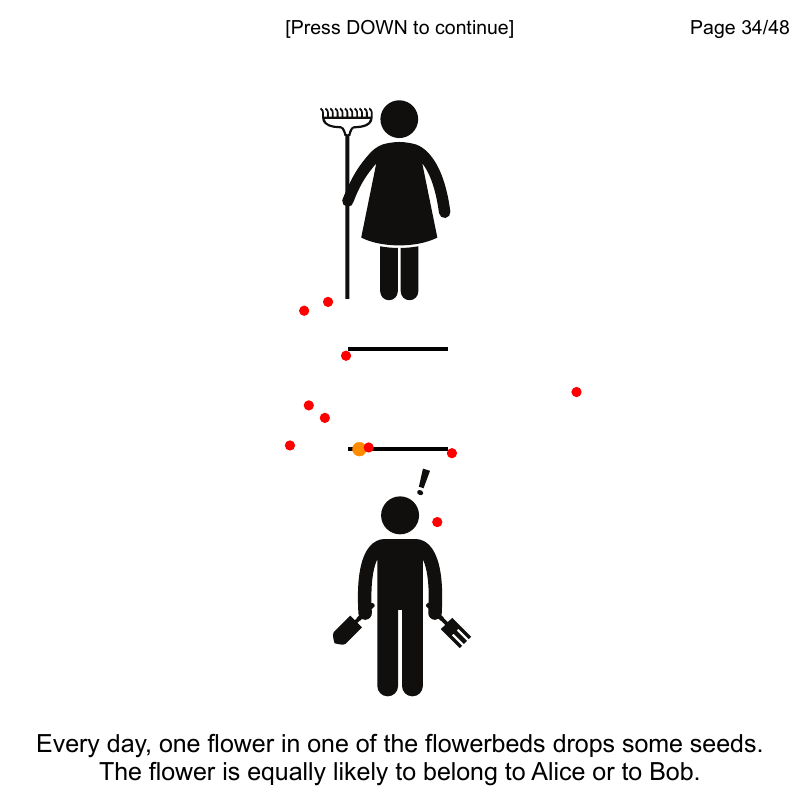 [Press DOWN to continue]
Page 34/48
!
Every day, one flower in one of the flowerbeds drops some seeds.
The flower is equally likely to belong to Alice or to Bob.